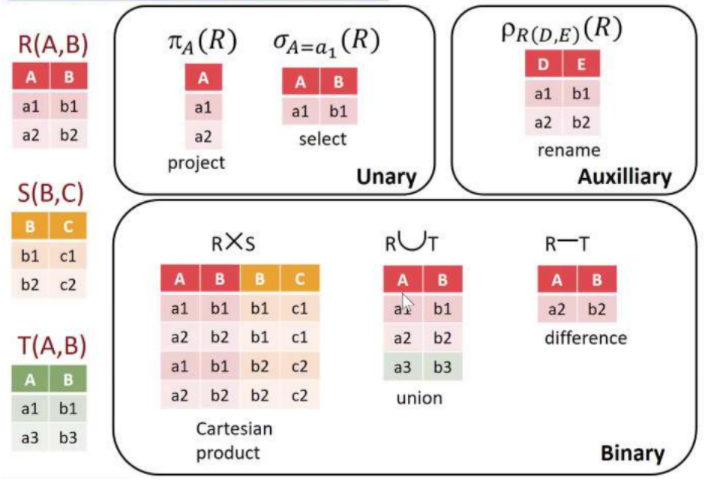 R(A,B)
A B
a1 b1
a2 b2
S(B,C)
B C
b1 c1
b2 c2
T(A,B)
A B
a1 b1
a3 b3
π_A(R)
A
a1
a2
project
σ_{A=a_1}(R)
A B
a1 b1
select
Unary
ρ_{R(D,E)}(R)
D E
a1 b1
a2 b2
rename
Auxilliary
R×S
A B B C
a1 b1 b1 c1
a2 b2 b1 c1
a1 b1 b2 c2
a2 b2 b2 c2
Cartesian
product
R∪T
A B
a1 b1
a2 b2
a3 b3
union
R—T
A B
a2 b2
difference
Binary